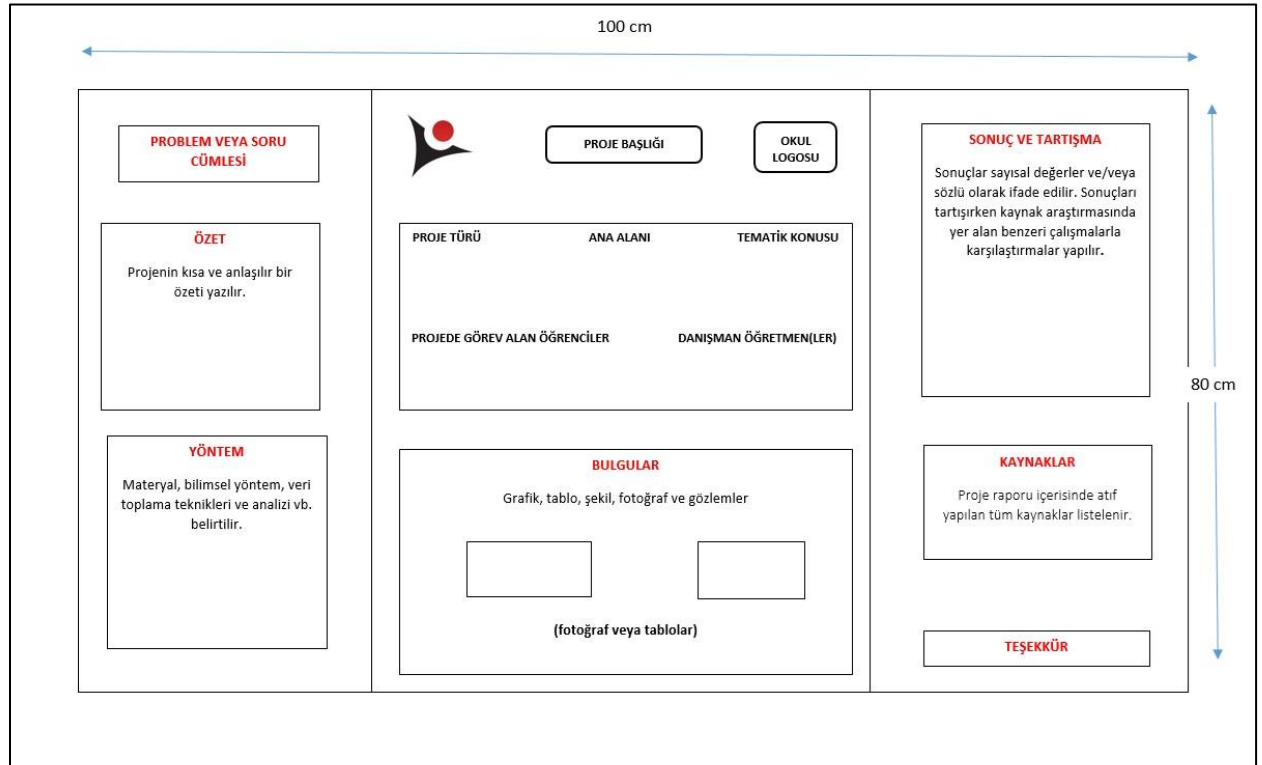 100 cm
PROBLEM VEYA SORU
CÜMLESİ
ÖZET
Projenin kısa ve anlaşılır bir
özeti yazılır.
YÖNTEM
Materyal, bilimsel yöntem, veri
toplama teknikleri ve analizi vb.
belirtilir.
PROJE BAŞLIĞI
OKUL
LOGOSU
PROJE TÜRÜ ANA ALANI TEMATİK KONUSU
PROJEDE GÖREV ALAN ÖĞRENCİLER DANIŞMAN ÖĞRETMEN(LER)
BULGULAR
Grafik, tablo, şekil, fotoğraf ve gözlemler
(fotoğraf veya tablolar)
SONUÇ VE TARTIŞMA
Sonuçlar sayısal değerler ve/veya
sözlü olarak ifade edilir. Sonuçları
tartışırken kaynak araştırmasında
yer alan benzeri çalışmalarla
karşılaştırmalar yapılır.
KAYNAKLAR
Proje raporu içerisinde atıf
yapılan tüm kaynaklar listelenir.
TEŞEKKÜR
80 cm